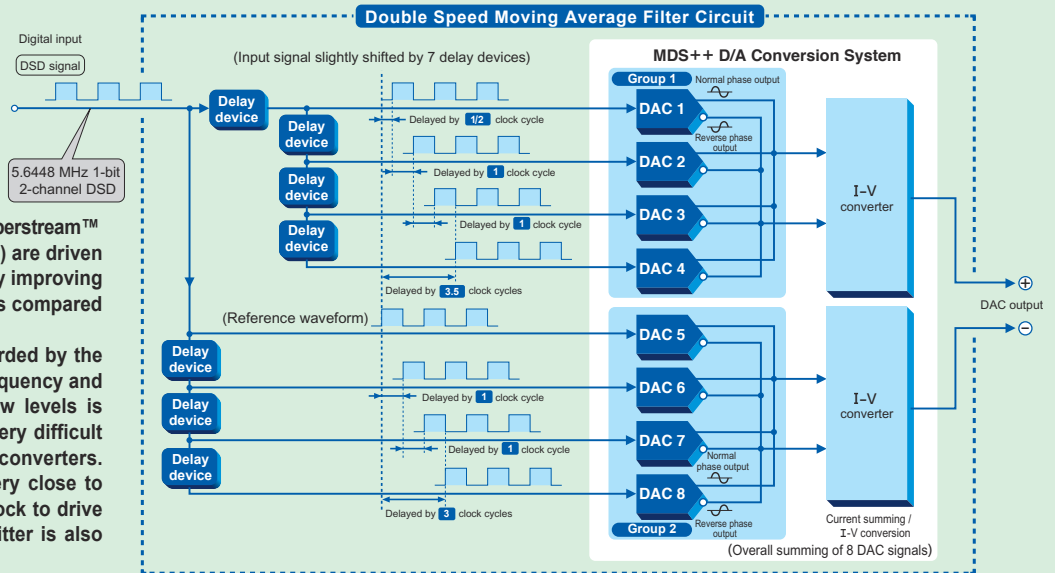 Double Speed Moving Average Filter Circuit
Digital input
DSD signal
5.6448 MHz 1-bit
2-channel DSD
(Input signal slightly shifted by 7 delay devices)
Delay
device
Delay
device
Delay
device
Delay
device
Delayed by 1/2 clock cycle
Delayed by 1 clock cycle
Delayed by 1 clock cycle
Delayed by 3.5 clock cycles
MDS++ D/A Conversion System
Group 1
Normal phase output
DAC 1
Reverse phase
output
DAC 2
DAC 3
DAC 4
I-V
converter
(Reference waveform)
Delay
device
Delay
device
Delay
device
Delayed by 1 clock cycle
Delayed by 1 clock cycle
Delayed by 3 clock cycles
DAC 5
DAC 6
DAC 7
Normal
phase output
DAC 8
Group 2
Reverse phase
output
I-V
converter
Current summing /
I-V conversion
(Overall summing of 8 DAC signals)
+
DAC output
−
perstream™
) are driven
y improving
s compared
rded by the
quency and
w levels is
ery difficult
converters.
ery close to
ock to drive
itter is also